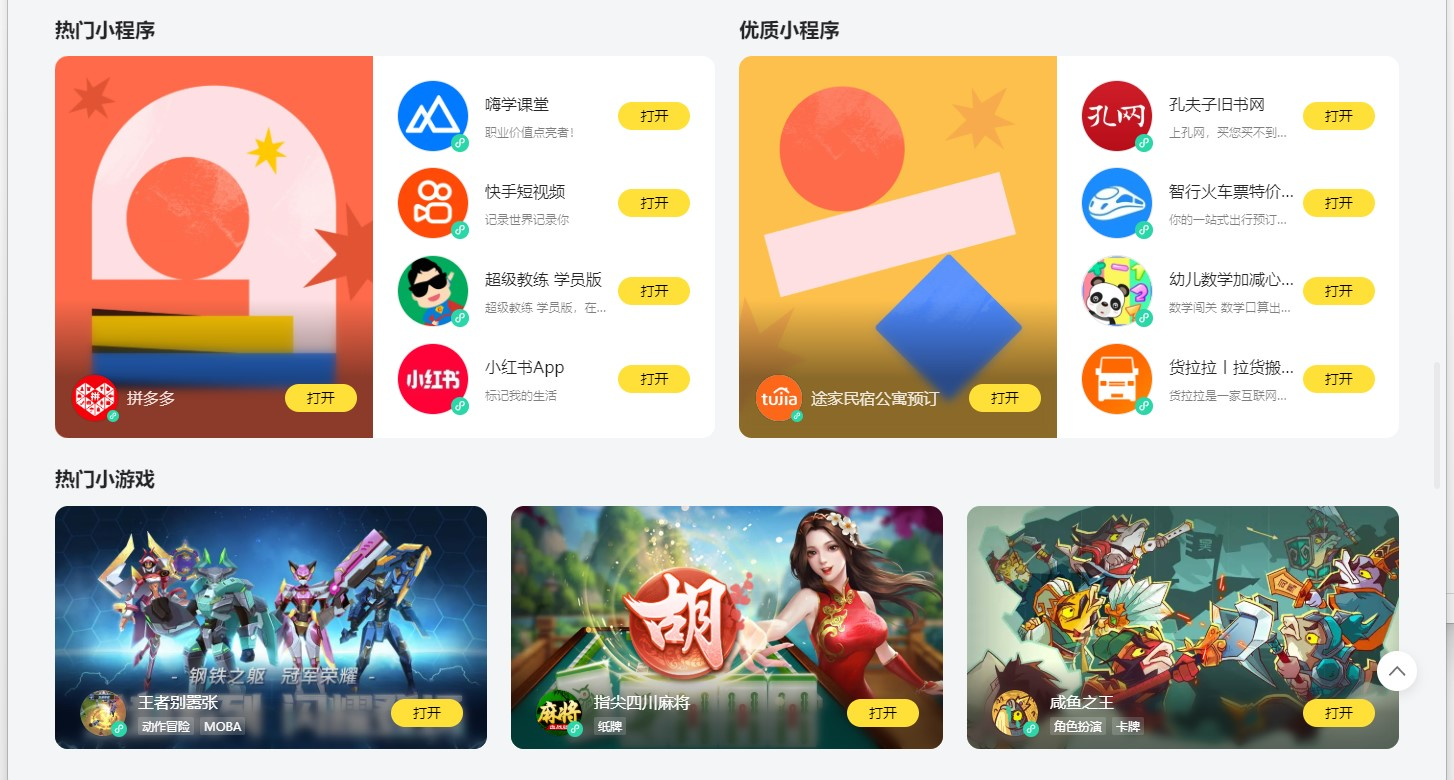 热门小程序
拼多多
打开
嗨学课堂
职业价值点亮者！
打开
快手短视频
记录世界记录你
打开
超级教练 学员版
超级教练 学员版，在...
打开
小红书
小红书App
标记我的生活
打开
优质小程序
tujia
途家民宿公寓预订
打开
孔网
孔夫子旧书网
上孔网，买您买不到...
打开
智行火车票特价...
你的一站式出行预订...
打开
幼儿数学加减心...
数学闯关 数学口算出...
打开
货拉拉丨拉货搬...
货拉拉是一家互联网...
打开
热门小游戏
- 钢铁之躯 冠军荣耀 -
王者别嚣张
动作冒险 MOBA
打开
胡
麻将
指尖四川麻将
纸牌
打开
咸鱼之王
角色扮演 卡牌
打开